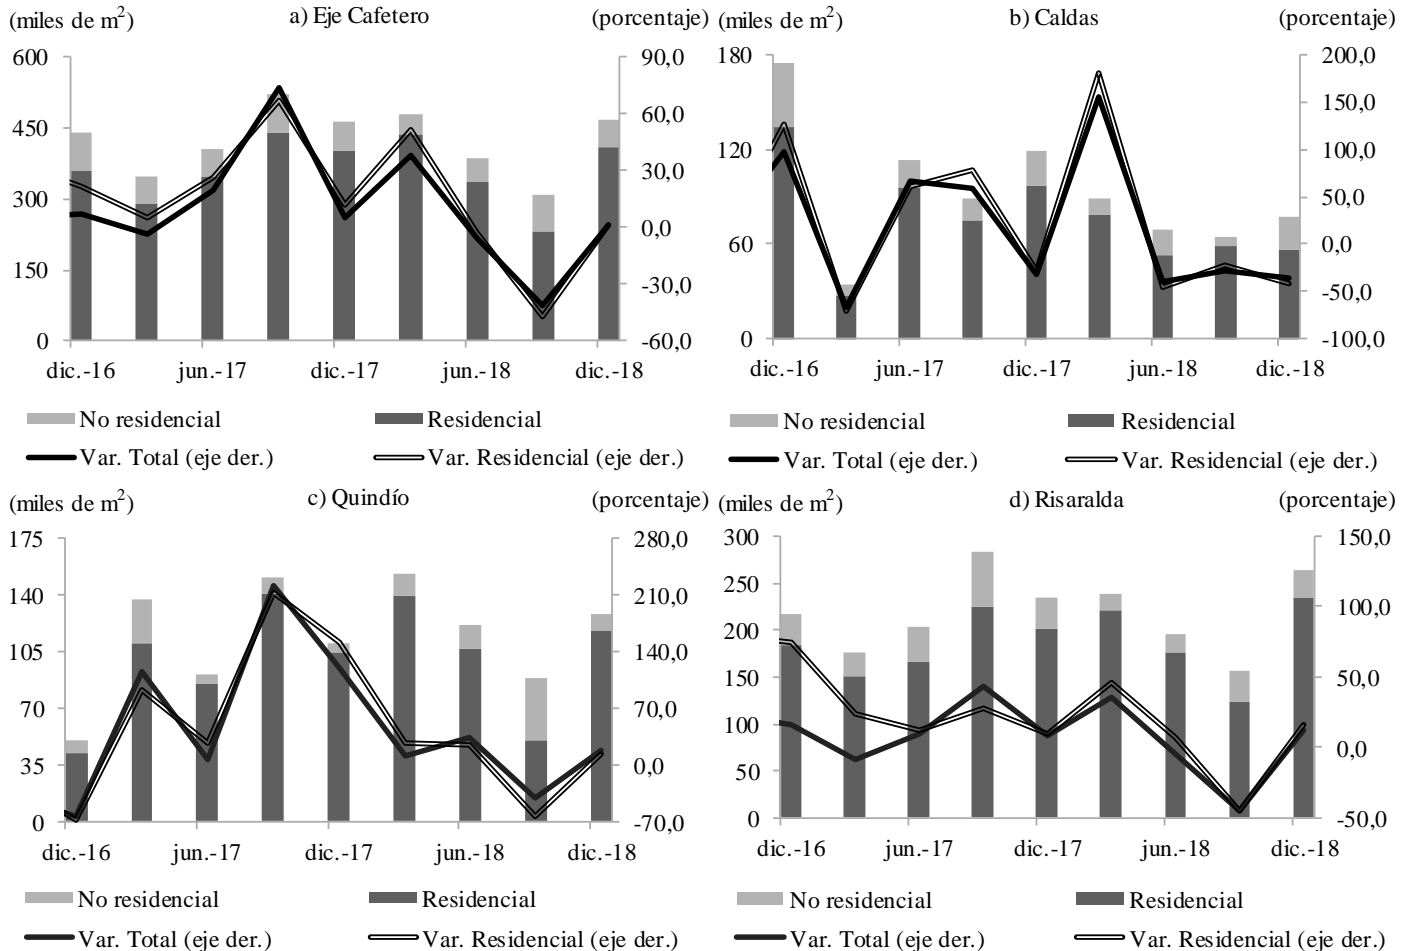 (miles de m²) a) Eje Cafetero (porcentaje)
600 90,0
450 60,0
30,0
300 0,0
150 -30,0
0 -60,0
dic.-16 jun.-17 dic.-17 jun.-18 dic.-18
No residencial Residencial
Var. Total (eje der.) Var. Residencial (eje der.)
(miles de m²) b) Caldas (porcentaje)
180 200,0
150,0
120 100,0
50,0
60 0,0
-50,0
0 -100,0
dic.-16 jun.-17 dic.-17 jun.-18 dic.-18
No residencial Residencial
Var. Total (eje der.) Var. Residencial (eje der.)
(miles de m²) c) Quindío (porcentaje)
175 280,0
140 210,0
105 140,0
70 70,0
35 0,0
0 -70,0
dic.-16 jun.-17 dic.-17 jun.-18 dic.-18
No residencial Residencial
Var. Total (eje der.) Var. Residencial (eje der.)
(miles de m²) d) Risaralda (porcentaje)
300 150,0
250
200 100,0
150 50,0
100 0,0
50
0 -50,0
dic.-16 jun.-17 dic.-17 jun.-18 dic.-18
No residencial Residencial
Var. Total (eje der.) Var. Residencial (eje der.)